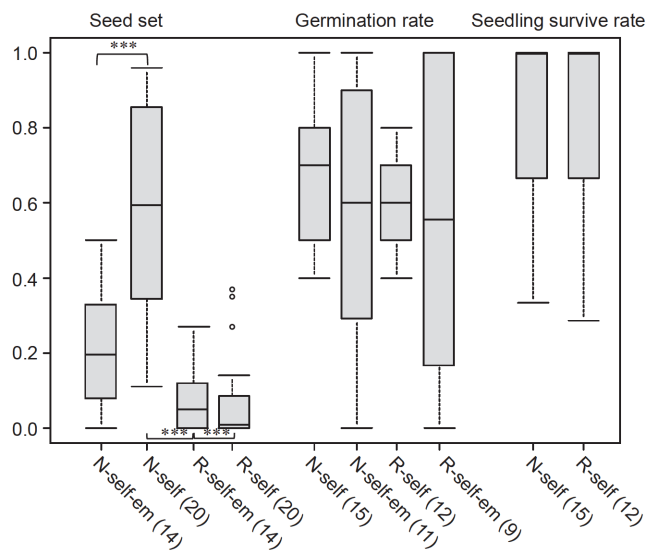 Seed set Germination rate Seedling survive rate
***
1.0
0.8
0.6
0.4
0.2
0.0
*** ***
N-self-em (14)
N-self (20)
R-self-em (14)
R-self (20)
N-self (15)
N-self-em (11)
R-self (12)
R-self-em (9)
N-self (15)
R-self (12)